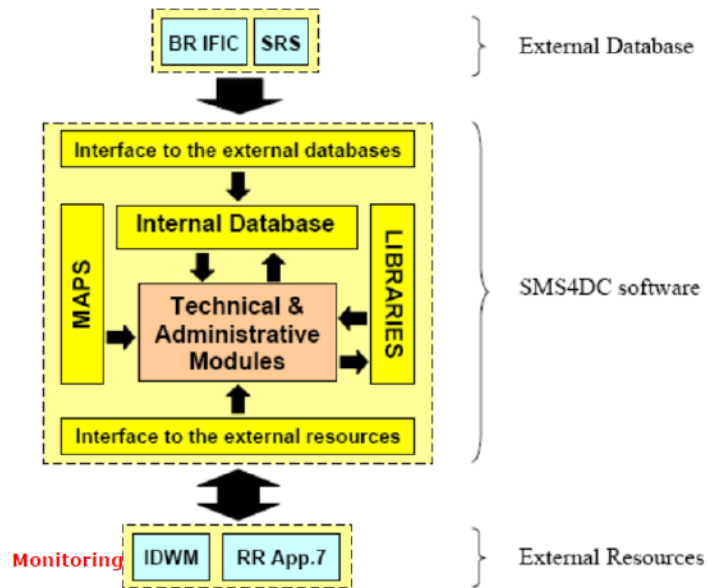 BR IFIC SRS External Database
Interface to the external databases
Internal Database
MAPS
LIBRARIES
Technical &
Administrative
Modules
SMS4DC software
Interface to the external resources
Monitoring IDWM RR App.7 External Resources